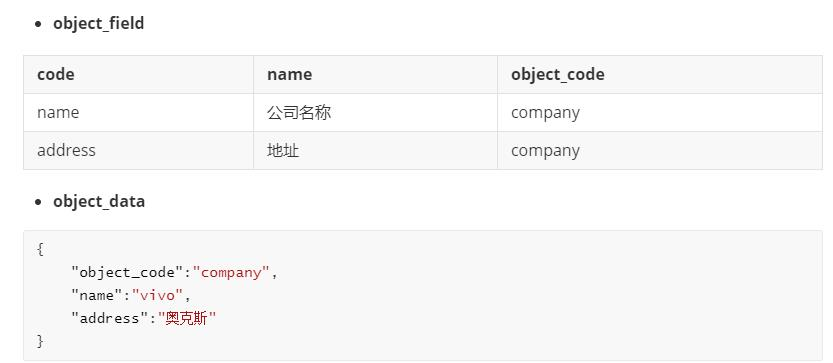 object_field
code name object_code
name 公司名称 company
address 地址 company
object_data
{
"object_code":"company",
"name":"vivo",
"address":"奥克斯"
}